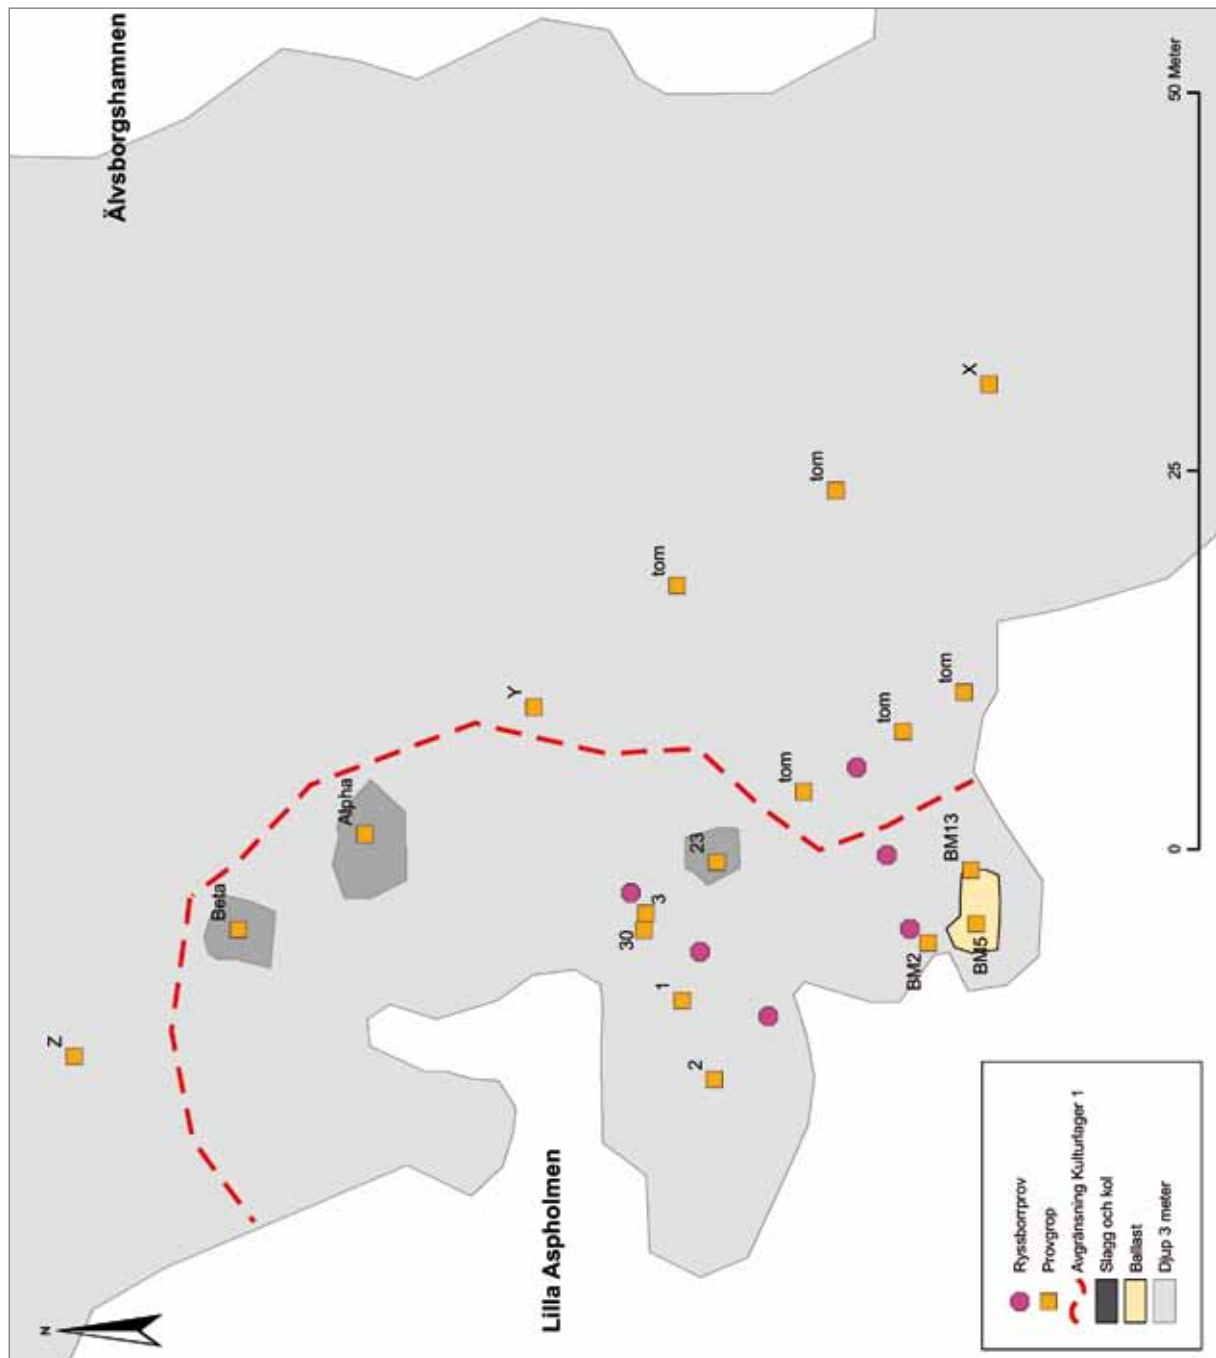 N
Z
Älvsborgshamnen
Beta
Alpha
Y
Lilla Aspholmen
30
3
tom
1
2
23
tom
tom
tom
BM2
BM13
tom
X
BM5
Ryssborrprov
Provgrop
Avgränsning Kulturlager 1
Slagg och kol
Ballast
Djup 3 meter
0 25 50 Meter